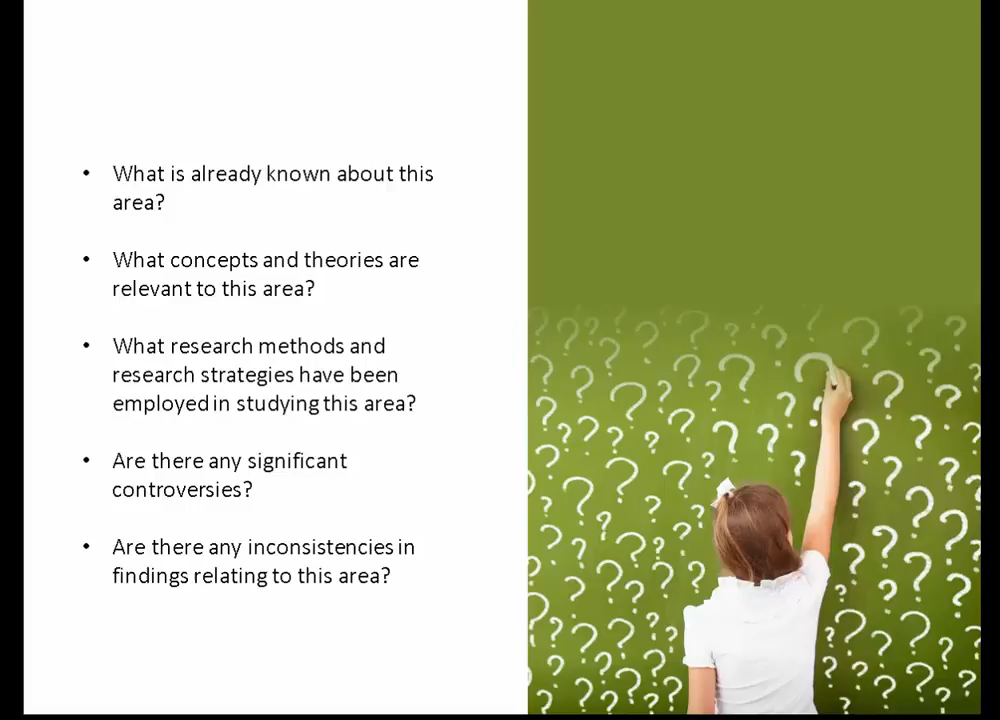 • What is already known about this
area?
• What concepts and theories are
relevant to this area?
• What research methods and
research strategies have been
employed in studying this area?
• Are there any significant
controversies?
• Are there any inconsistencies in
findings relating to this area?